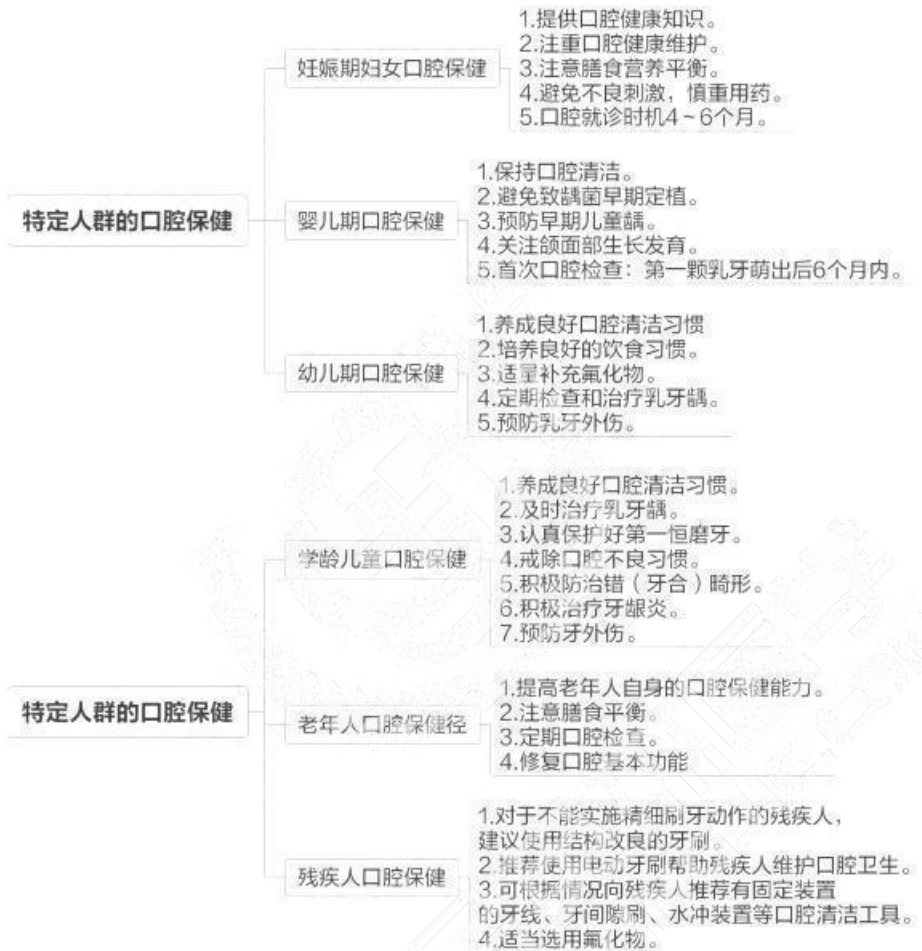 特定人群的口腔保健
妊娠期妇女口腔保健
1.提供口腔健康知识。
2.注重口腔健康维护。
3.注意膳食营养平衡。
4.避免不良刺激，慎重用药。
5.口腔就诊时机4~6个月。
婴儿期口腔保健
1.保持口腔清洁。
2.避免致龋菌早期定植。
3.预防早期儿童龋。
4.关注颌面部生长发育。
5.首次口腔检查：第一颗乳牙萌出后6个月内。
幼儿期口腔保健
1.养成良好口腔清洁习惯
2.培养良好的饮食习惯。
3.适量补充氟化物。
4.定期检查和治疗乳牙龋。
5.预防乳牙外伤。
特定人群的口腔保健
学龄儿童口腔保健
1.养成良好口腔清洁习惯。
2.及时治疗乳牙龋。
3.认真保护好第一恒磨牙。
4.戒除口腔不良习惯。
5.积极防治错（牙合）畸形。
6.积极治疗牙龈炎。
7.预防牙外伤。
老年人口腔保健径
1.提高老年人自身的口腔保健能力。
2.注意膳食平衡。
3.定期口腔检查。
4.修复口腔基本功能
残疾人口腔保健
1.对于不能实施精细刷牙动作的残疾人，
建议使用结构改良的牙刷。
2.推荐使用电动牙刷帮助残疾人维护口腔卫生。
3.可根据情况向残疾人推荐有固定装置
的牙线、牙间隙刷、水冲装置等口腔清洁工具。
4.适当选用氟化物。